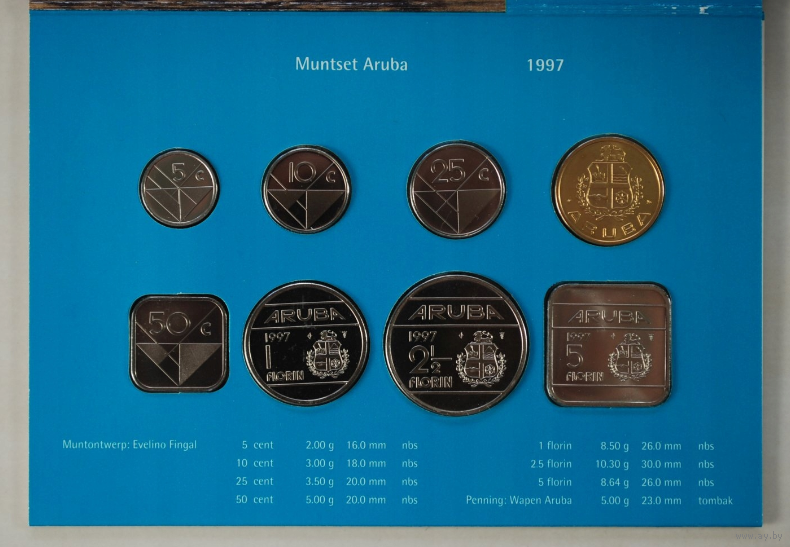 Muntset Aruba 1997
5 c
10 c
25 c
ARUBA
50 c
ARUBA
1997
1
FLORIN
ARUBA
1997
2½
FLORIN
ARUBA
1997
5
FLORIN
Muntontwerp: Evelino Fingal 5 cent 2.00 g 16.0 mm nbs 1 florin 8.50 g 26.0 mm nbs
10 cent 3.00 g 18.0 mm nbs 2.5 florin 10.30 g 30.0 mm nbs
25 cent 3.50 g 20.0 mm nbs 5 florin 8.64 g 26.0 mm nbs
50 cent 5.00 g 20.0 mm nbs Penning: Wapen Aruba 5.00 g 23.0 mm tombak
www.ay.by